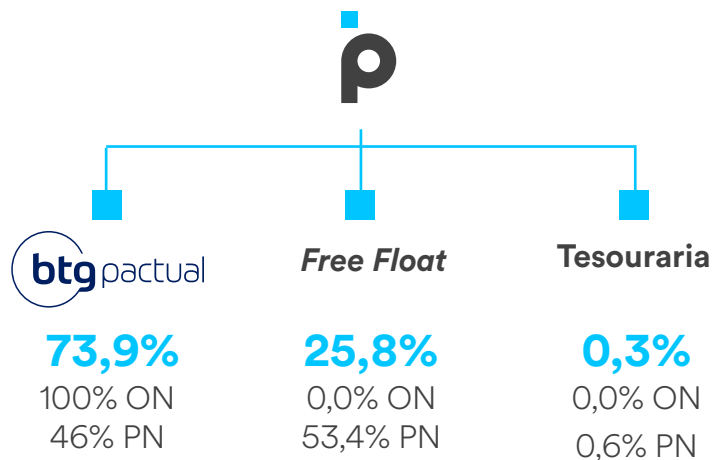 btg pactual
Free Float
Tesouraria
73,9%
25,8%
0,3%
100% ON
0,0% ON
0,0% ON
46% PN
53,4% PN
0,6% PN